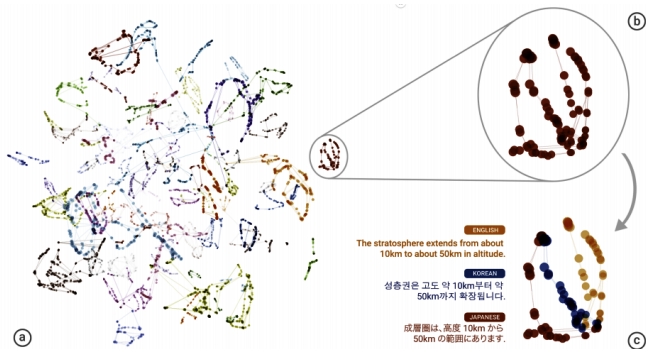 b
ENGLISH
The stratosphere extends from about
10km to about 50km in altitude.
KOREAN
성층권은 고도 약 10km부터 약
50km까지 확장됩니다.
JAPANESE
成層圏は、高度 10km から
50km の範囲にあります。
a
c